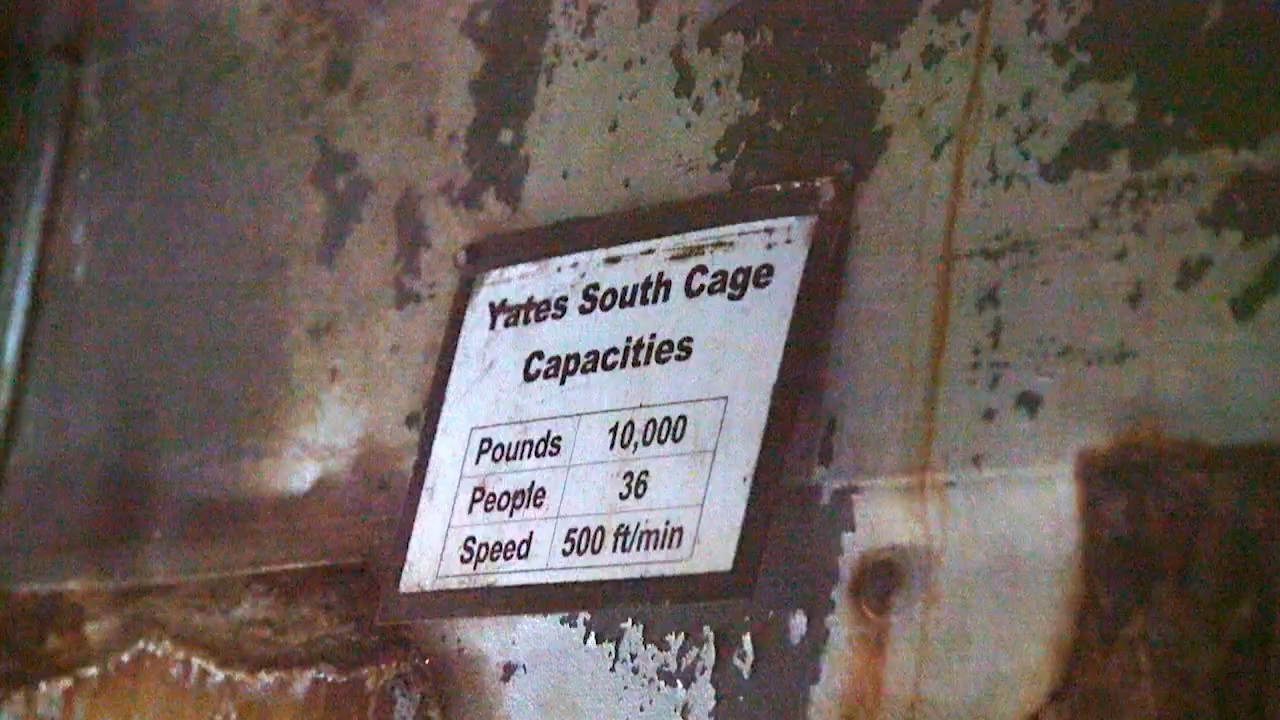 Yates South Cage
Capacities
Pounds 10,000
People 36
Speed 500 ft/min